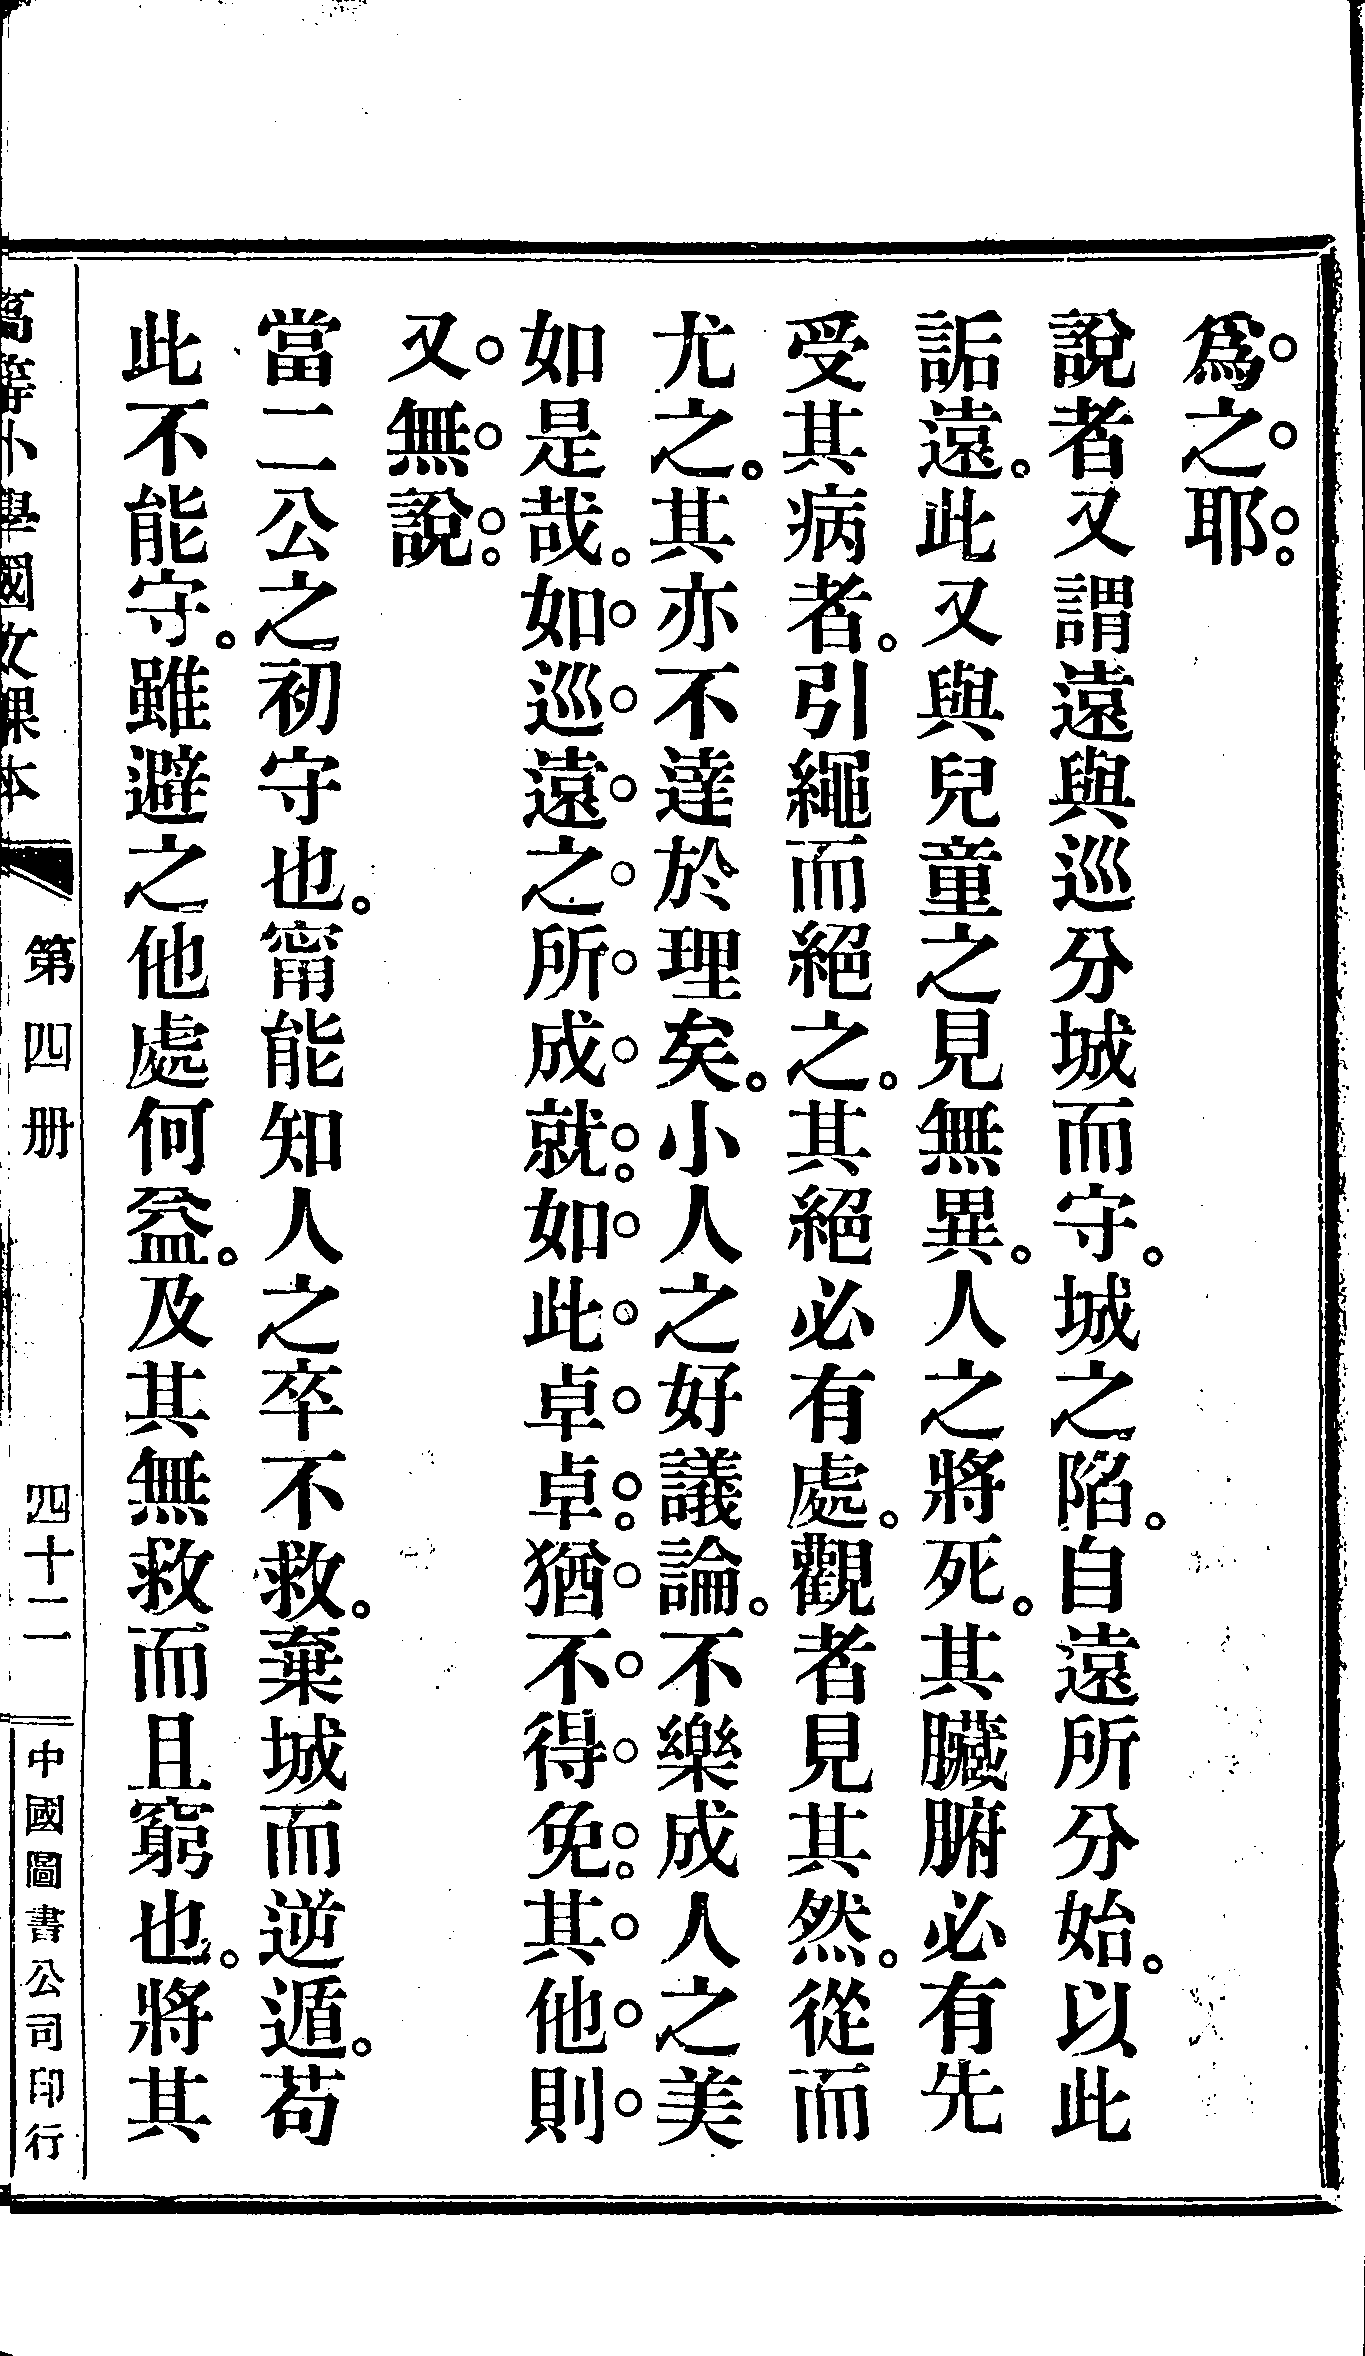 爲之耶。
說者又謂遠與巡分城而守。城之陷。自遠所分始。以此
詬遠。此又與兒童之見無異。人之將死。其臟腑必有先
受其病者。引繩而絕之。其絕必有處。觀者見其然。從而
尤之。其亦不達於理矣。小人之好議論。不樂成人之美
如是哉。如巡遠之所成就。如此卓卓。猶不得免。其他則
又無說。
當二公之初守也。甯能知人之卒不救。棄城而逆遁。苟
此不能守。雖避之他處何益。及其無救而且窮也。將其
高等小學國文課本
第四册
四十二
中國圖書公司印行